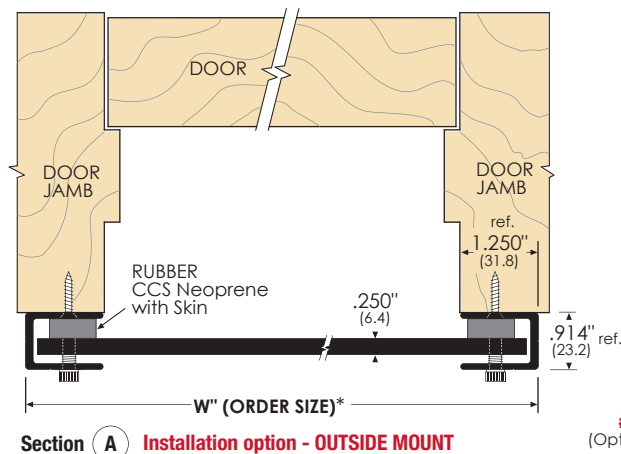 DOOR
DOOR
JAMB
DOOR
JAMB
ref.
1.250"
(31.8)
RUBBER
CCS Neoprene
with Skin
.250"
(6.4)
.914" ref.
(23.2)
W" (ORDER SIZE)*
Section A Installation option - OUTSIDE MOUNT
(Opt